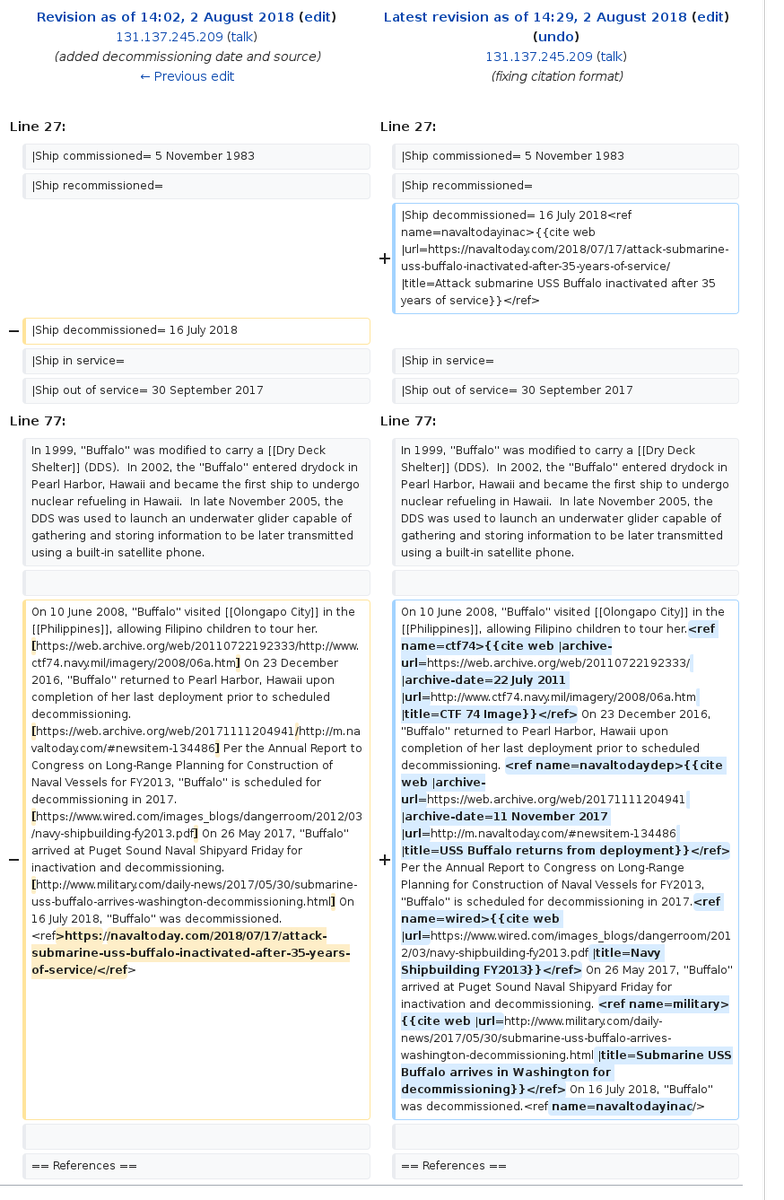 Revision as of 14:02, 2 August 2018 (edit)
131.137.245.209 (talk)
(added decommissioning date and source)
← Previous edit
Latest revision as of 14:29, 2 August 2018 (edit)
(undo)
131.137.245.209 (talk)
(fixing citation format)
Line 27:
Line 27:
|Ship commissioned= 5 November 1983
|Ship commissioned= 5 November 1983
|Ship recommissioned=
|Ship recommissioned=
+
|Ship decommissioned= 16 July 2018<ref
name=navaltodayinac>{{cite web
|url=https://navaltoday.com/2018/07/17/attack-submarine-
uss-buffalo-inactivated-after-35-years-of-service/
|title=Attack submarine USS Buffalo inactivated after 35
years of service}}</ref>
−
|Ship decommissioned= 16 July 2018
|Ship in service=
|Ship in service=
|Ship out of service= 30 September 2017
|Ship out of service= 30 September 2017
Line 77:
Line 77:
In 1999, "Buffalo" was modified to carry a [[Dry Deck
Shelter]] (DDS).  In 2002, the "Buffalo" entered drydock in
Pearl Harbor, Hawaii and became the first ship to undergo
nuclear refueling in Hawaii.  In late November 2005, the
DDS was used to launch an underwater glider capable of
gathering and storing information to be later transmitted
using a built-in satellite phone.
In 1999, "Buffalo" was modified to carry a [[Dry Deck
Shelter]] (DDS).  In 2002, the "Buffalo" entered drydock in
Pearl Harbor, Hawaii and became the first ship to undergo
nuclear refueling in Hawaii.  In late November 2005, the
DDS was used to launch an underwater glider capable of
gathering and storing information to be later transmitted
using a built-in satellite phone.
−
On 10 June 2008, "Buffalo" visited [[Olongapo City]] in the
[[Philippines]], allowing Filipino children to tour her.
[https://web.archive.org/web/20110722192333/http://www.
ctf74.navy.mil/imagery/2008/06a.htm] On 23 December
2016, "Buffalo" returned to Pearl Harbor, Hawaii upon
completion of her last deployment prior to scheduled
decommissioning.
[https://web.archive.org/web/20171111204941/http://m.na
valtoday.com/#newsitem-134486] Per the Annual Report to
Congress on Long-Range Planning for Construction of
Naval Vessels for FY2013, "Buffalo" is scheduled for
decommissioning in 2017.
[https://www.wired.com/images_blogs/dangerroom/2012/03
/navy-shipbuilding-fy2013.pdf] On 26 May 2017, "Buffalo"
arrived at Puget Sound Naval Shipyard Friday for
inactivation and decommissioning.
[http://www.military.com/daily-news/2017/05/30/submarine-
uss-buffalo-arrives-washington-decommissioning.html] On
16 July 2018, "Buffalo" was decommissioned.
<ref>https://navaltoday.com/2018/07/17/attack-
submarine-uss-buffalo-inactivated-after-35-years-
of-service/</ref>
+
On 10 June 2008, "Buffalo" visited [[Olongapo City]] in the
[[Philippines]], allowing Filipino children to tour her.<ref
name=ctf74>{{cite web |archive-
url=https://web.archive.org/web/20110722192333/
|archive-date=22 July 2011
|url=http://www.ctf74.navy.mil/imagery/2008/06a.htm
|title=CTF 74 Image}}</ref> On 23 December 2016,
"Buffalo" returned to Pearl Harbor, Hawaii upon
completion of her last deployment prior to scheduled
decommissioning. <ref name=navaltodaydep>{{cite
web |archive-
url=https://web.archive.org/web/20171111204941
|archive-date=11 November 2017
|url=http://m.navaltoday.com/#newsitem-134486
|title=USS Buffalo returns from deployment}}</ref>
Per the Annual Report to Congress on Long-Range
Planning for Construction of Naval Vessels for FY2013,
"Buffalo" is scheduled for decommissioning in 2017.<ref
name=wired>{{cite web
|url=https://www.wired.com/images_blogs/dangerroom/201
2/03/navy-shipbuilding-fy2013.pdf |title=Navy
Shipbuilding FY2013}}</ref> On 26 May 2017, "Buffalo"
arrived at Puget Sound Naval Shipyard Friday for
inactivation and decommissioning. <ref name=military>
{{cite web |url=http://www.military.com/daily-
news/2017/05/30/submarine-uss-buffalo-arrives-
washington-decommissioning.html |title=Submarine USS
Buffalo arrives in Washington for
decommissioning}}</ref> On 16 July 2018, "Buffalo"
was decommissioned.<ref name=navaltodayinac/>
== References ==
== References ==